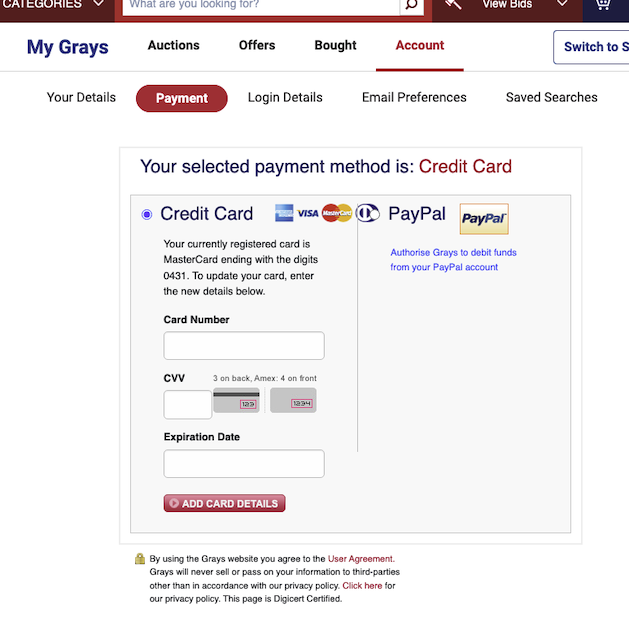 CATEGORIES
What are you looking for?
View Bids
My Grays
Auctions
Offers
Bought
Account
Switch to S
Your Details
Payment
Login Details
Email Preferences
Saved Searches
Your selected payment method is: Credit Card
Credit Card
VISA
MasterCard
PayPal
PayPal
Your currently registered card is
MasterCard ending with the digits
0431. To update your card, enter
the new details below.
Authorise Grays to debit funds
from your PayPal account
Card Number
CVV
3 on back, Amex: 4 on front
123
1234
Expiration Date
ADD CARD DETAILS
By using the Grays website you agree to the User Agreement.
Grays will never sell or pass on your information to third-parties
other than in accordance with our privacy policy. Click here for
our privacy policy. This page is Digicert Certified.